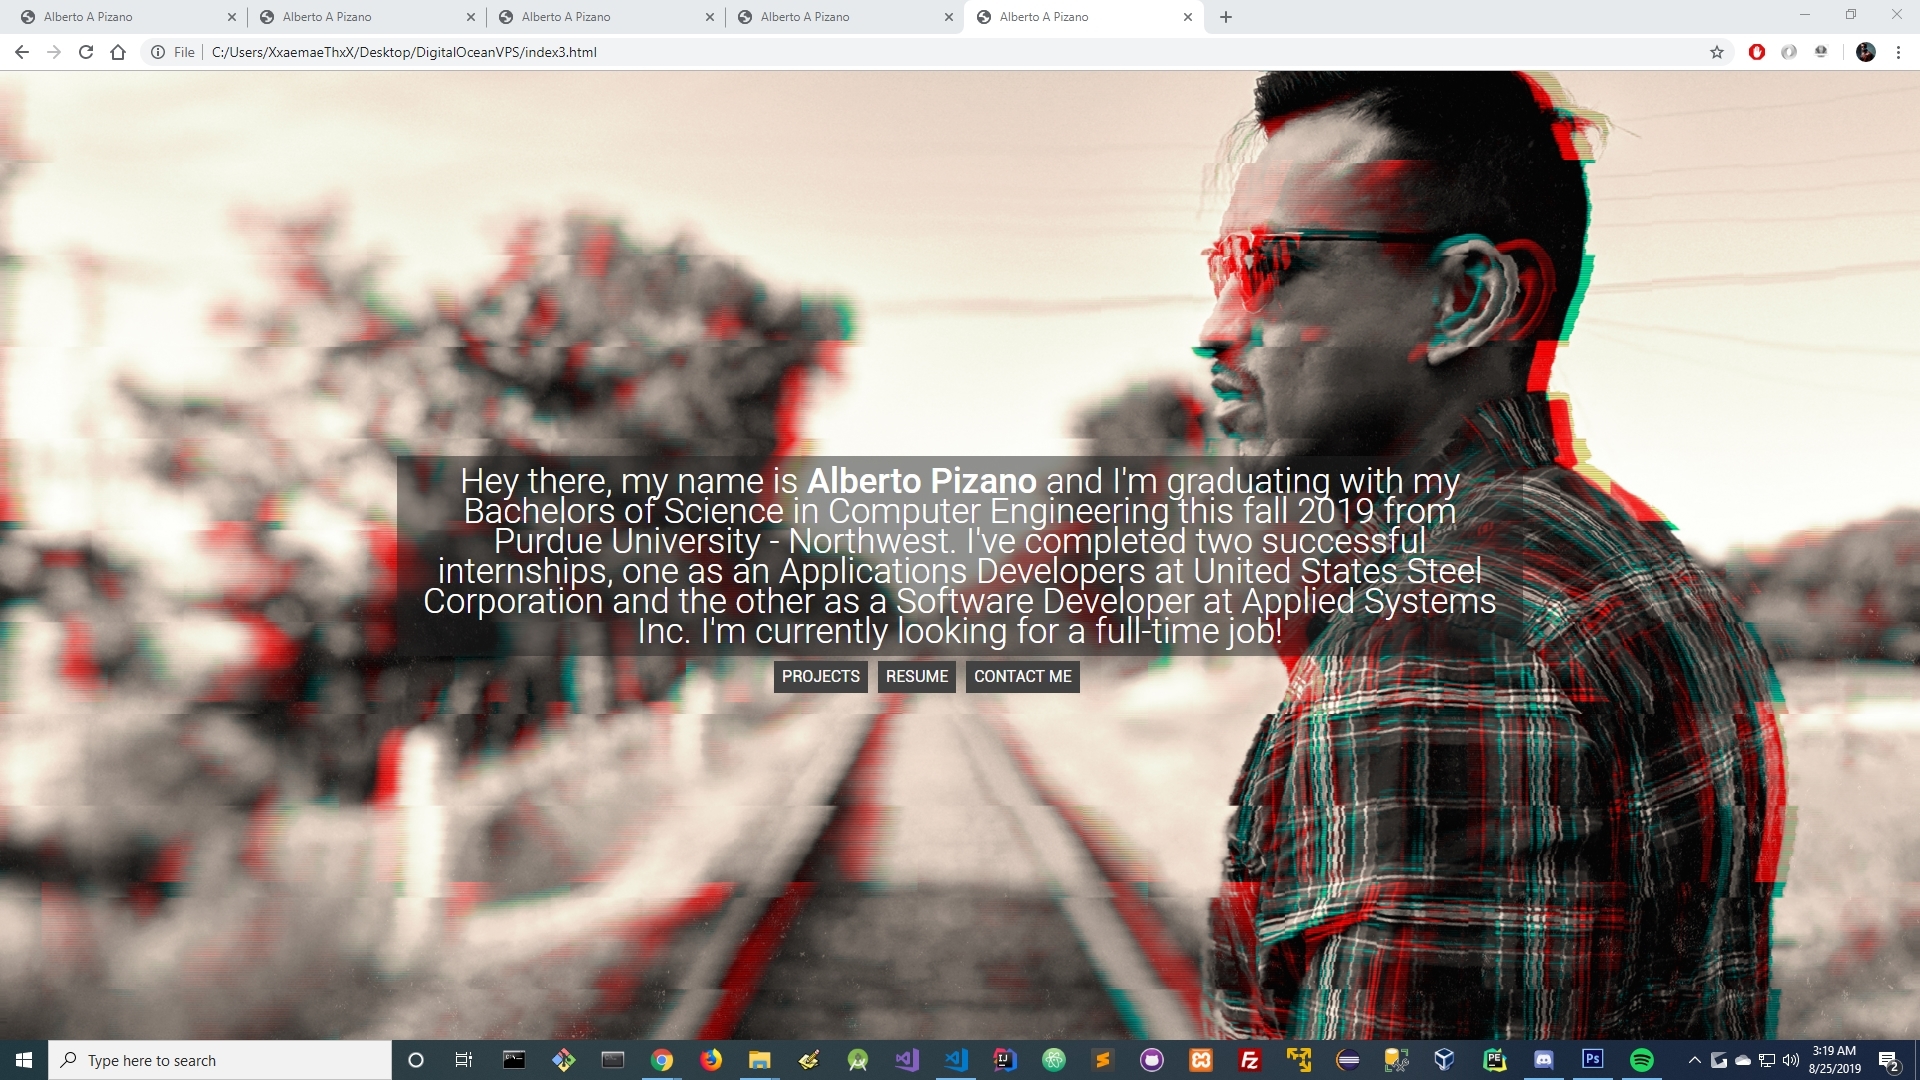 Alberto A Pizano
Alberto A Pizano
Alberto A Pizano
Alberto A Pizano
Alberto A Pizano
File
C:/Users/XxaemaeThxX/Desktop/DigitalOceanVPS/index3.html
Hey there, my name is Alberto Pizano and I'm graduating with my
Bachelors of Science in Computer Engineering this fall 2019 from
Purdue University - Northwest. I've completed two successful
internships, one as an Applications Developers at United States Steel
Corporation and the other as a Software Developer at Applied Systems
Inc. I'm currently looking for a full-time job!
PROJECTS
RESUME
CONTACT ME
Type here to search
IJ
FZ
PE
Ps
3:19 AM
8/25/2019
2